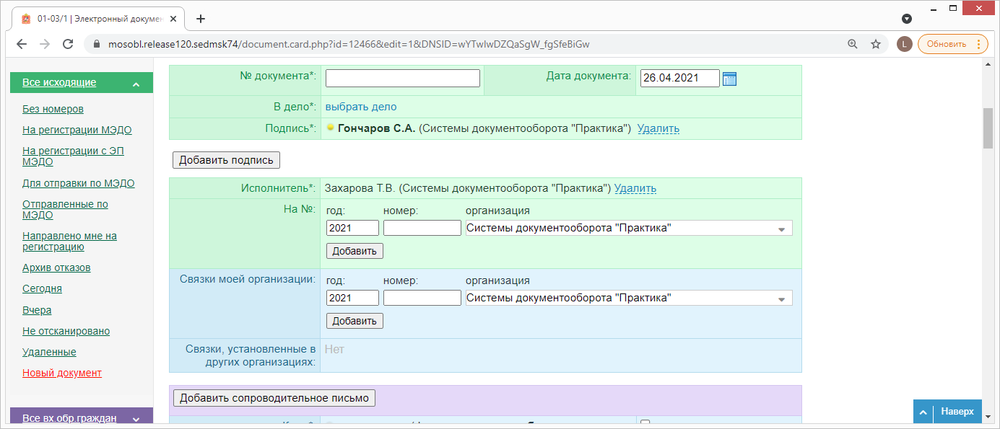 01-03/1 | Электронный докумен
mosobl.release120.sedmsk74/document.card.php?id=12466&edit=1&DNSID=wYTwIwDZQaSgW_fgSfeBiGw
L
Обновить
Все исходящие
Без номеров
На регистрации МЭДО
На регистрации с ЭП
МЭДО
Для отправки по МЭДО
Отправленные по
МЭДО
Направлено мне на
регистрацию
Архив отказов
Сегодня
Вчера
Не отсканировано
Удаленные
Новый документ
Все вх.обр.граждан
№ документа*:
Дата документа: 26.04.2021
В дело*: выбрать дело
Подпись*: Гончаров С.А. (Системы документооборота "Практика") Удалить
Добавить подпись
Исполнитель*: Захарова Т.В. (Системы документооборота "Практика") Удалить
На №: год: номер: организация
2021 Системы документооборота "Практика"
Добавить
Связки моей организации: год: номер: организация
2021 Системы документооборота "Практика"
Добавить
Связки, установленные в Нет
других организациях:
Добавить сопроводительное письмо
Наверх